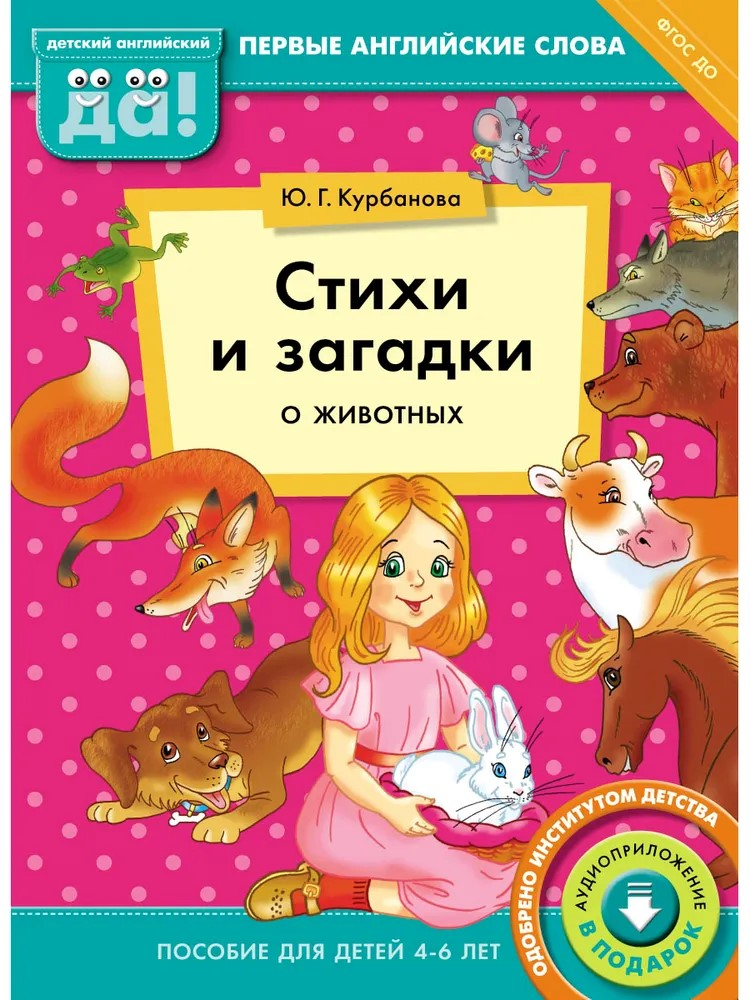 детский английский
да!
ПЕРВЫЕ АНГЛИЙСКИЕ СЛОВА
ФГОС ДО
Ю. Г. Курбанова
Стихи
и загадки
о животных
ОДОБРЕНО ИНСТИТУТОМ ДЕТСТВА
АУДИОПРИЛОЖЕНИЕ
В ПОДАРОК
ПОСОБИЕ ДЛЯ ДЕТЕЙ 4-6 ЛЕТ